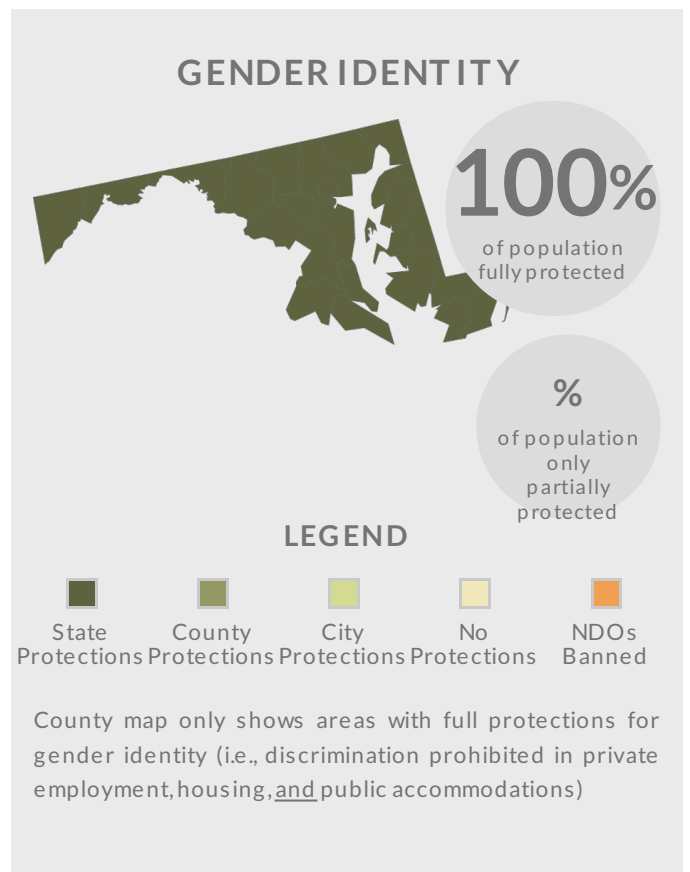 GENDER IDENTITY
100%
of population
fully protected
%
of population
only
partially
protected
LEGEND
State
Protections
County
Protections
City
Protections
No
Protections
NDOs
Banned
County map only shows areas with full protections for
gender identity (i.e., discrimination prohibited in private
employment, housing, and public accommodations)